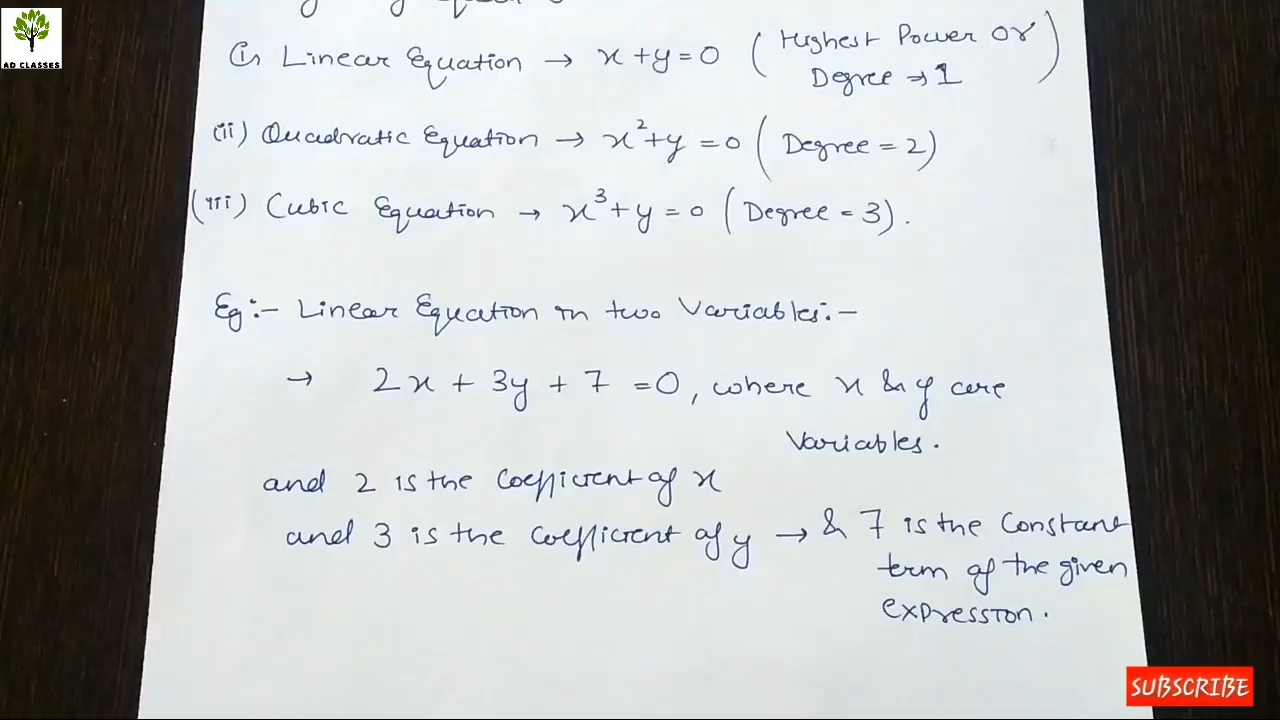 AD CLASSES
(i) Linear Equation → x + y = 0 ( Highest Power or
Degree ⇒ 1 )
(ii) Quadratic Equation → x² + y = 0 ( Degree = 2 )
(iii) Cubic Equation → x³ + y = 0 ( Degree = 3 ) .
Eg :- Linear Equation in two Variables :-
→ 2x + 3y + 7 = 0 , where x & y are
Variables .
and 2 is the coefficient of x
and 3 is the coefficient of y → & 7 is the constant
term of the given
expression .
SUBSCRIBE